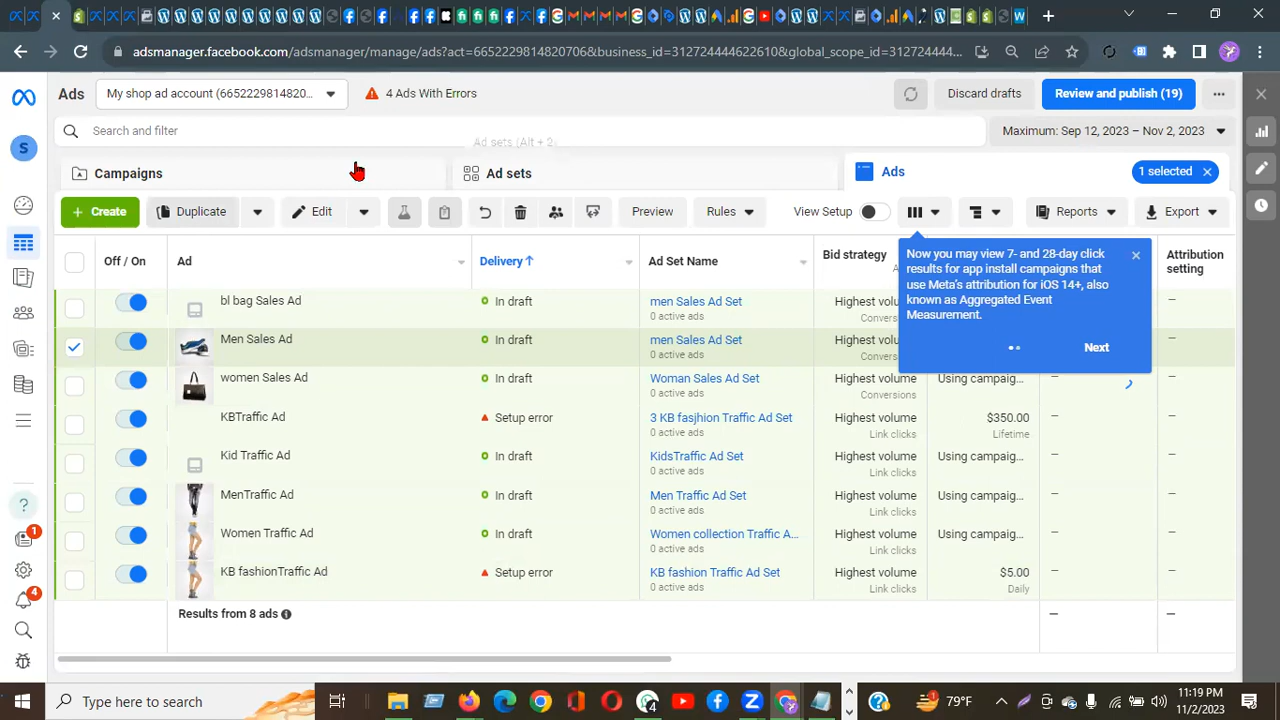 adsmanager.facebook.com/adsmanager/manage/ads?act=6652229814820706&business_id=3127244446226610&global_scope_id=312724444...
Ads
My shop ad account (6652229814820...
4 Ads With Errors
Discard drafts
Review and publish (19)
Search and filter
Ad sets (Alt + 2)
Maximum: Sep 12, 2023 – Nov 2, 2023
S
Campaigns
Ad sets
Ads
1 selected
Create
Duplicate
Edit
Preview
Rules
View Setup
Reports
Export
Off / On
Ad
Delivery ↑
Ad Set Name
Bid strategy
Attribution
setting
Now you may view 7- and 28-day click
results for app install campaigns that
use Meta's attribution for iOS 14+, also
known as Aggregated Event
Measurement.
Next
bl bag Sales Ad
In draft
men Sales Ad Set
0 active ads
Highest volu
Convers
Men Sales Ad
In draft
men Sales Ad Set
0 active ads
Highest volu
Convers
women Sales Ad
In draft
Woman Sales Ad Set
0 active ads
Highest volume
Conversions
Using campaig...
KBTraffic Ad
Setup error
3 KB fasjhion Traffic Ad Set
0 active ads
Highest volume
Link clicks
$350.00
Lifetime
Kid Traffic Ad
In draft
KidsTraffic Ad Set
0 active ads
Highest volume
Link clicks
Using campaig...
MenTraffic Ad
In draft
Men Traffic Ad Set
0 active ads
Highest volume
Link clicks
Using campaig...
Women Traffic Ad
In draft
Women collection Traffic A...
0 active ads
Highest volume
Link clicks
Using campaig...
KB fashionTraffic Ad
Setup error
KB fashion Traffic Ad Set
0 active ads
Highest volume
Link clicks
$5.00
Daily
Results from 8 ads
1
4
Type here to search
4
79°F
11:19 PM
11/2/2023